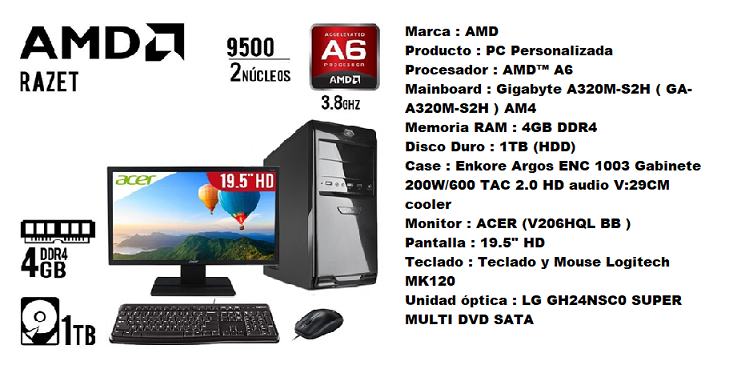 AMD
RAZET
9500
2NÚCLEOS
ACCELERATED
A6
PROCESSOR
AMD
3.8GHZ
acer
19.5" HD
acer
DDR4
4GB
1TB
Marca : AMD
Producto : PC Personalizada
Procesador : AMD™ A6
Mainboard : Gigabyte A320M-S2H ( GA-
A320M-S2H ) AM4
Memoria RAM : 4GB DDR4
Disco Duro : 1TB (HDD)
Case : Enkore Argos ENC 1003 Gabinete
200W/600 TAC 2.0 HD audio V:29CM
cooler
Monitor : ACER (V206HQL BB )
Pantalla : 19.5" HD
Teclado : Teclado y Mouse Logitech
MK120
Unidad óptica : LG GH24NSC0 SUPER
MULTI DVD SATA